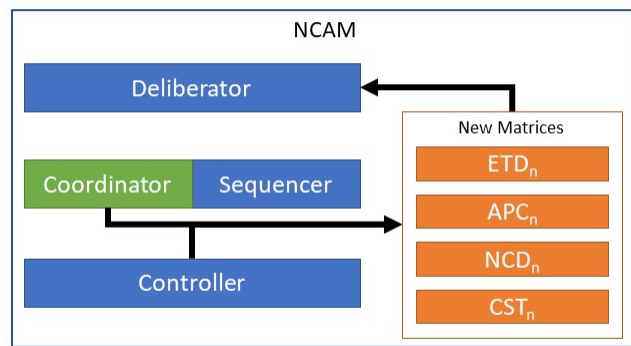 NCAM
Deliberator
New Matrices
ETDₙ
Coordinator
Sequencer
APCₙ
NCDₙ
Controller
CSTₙ